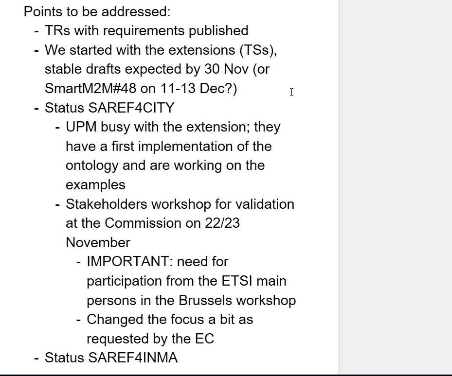 Points to be addressed:
- TRs with requirements published
- We started with the extensions (TSs),
stable drafts expected by 30 Nov (or
SmartM2M#48 on 11-13 Dec?)
- Status SAREF4CITY
- UPM busy with the extension; they
have a first implementation of the
ontology and are working on the
examples
- Stakeholders workshop for validation
at the Commission on 22/23
November
- IMPORTANT: need for
participation from the ETSI main
persons in the Brussels workshop
- Changed the focus a bit as
requested by the EC
- Status SAREF4INMA